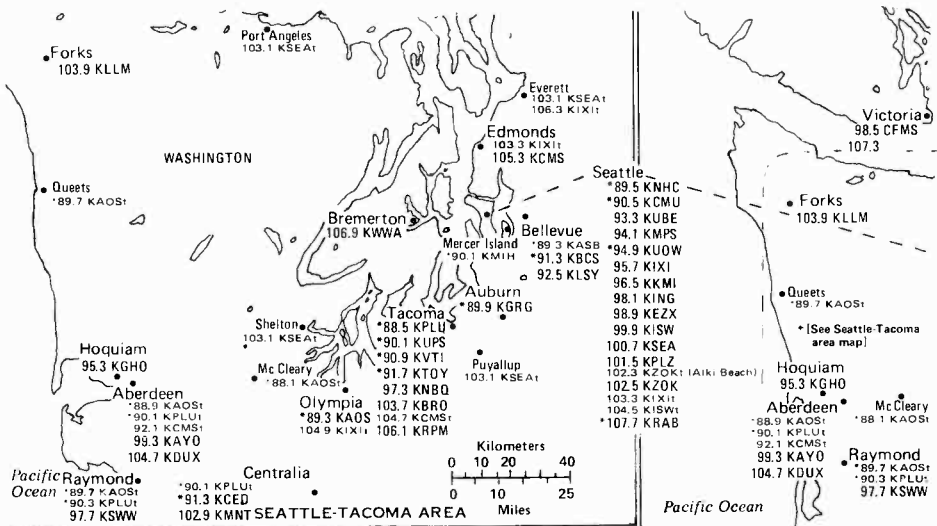 Port Angeles
103.1 KSEAt
Forks
103.9 KLLM
Everett
103.1 KSEAt
106.3 KIXIt
Edmonds
103.3 KIXIt
105.3 KCMS
WASHINGTON
Queets
*89.7 KAOSt
Bremerton
106.9 KWWA
Mercer Island
*90.1 KMIH
Bellevue
*89.3 KASB
*91.3 KBCS
92.5 KLSY
Seattle
*89.5 KNHC
*90.5 KCMU
93.3 KUBE
94.1 KMPS
*94.9 KUOW
95.7 KIXI
96.5 KKMI
98.1 KING
98.9 KEZX
99.9 KISW
100.7 KSEA
101.5 KPLZ
102.3 KZOKt (Alki Beach)
102.5 KZOK
103.3 KIXIt
104.5 KISWt
*107.7 KRAB
Auburn
*89.9 KGRG
Tacoma
*88.5 KPLU
*90.1 KUPS
*90.9 KVTI
*91.7 KTOY
97.3 KNBQ
103.7 KBRO
104.7 KCMSt
106.1 KRPM
Shelton
103.1 KSEAt
Puyallup
103.1 KSEAt
Mc Cleary
*88.1 KAOSt
Olympia
*89.3 KAOS
104.9 KIXIt
Hoquiam
95.3 KGHO
Aberdeen
*88.9 KAOSt
*90.1 KPLUt
92.1 KCMSt
99.3 KAYO
104.7 KDUX
Pacific
Ocean
Raymond
*89.7 KAOSt
*90.3 KPLUt
97.7 KSWW
Centralia
*90.1 KPLUt
*91.3 KCED
102.9 KMNT
SEATTLE-TACOMA AREA
Kilometers
0 10 20 40
0 25
Miles
Victoria
98.5 CFMS
107.3
Forks
103.9 KLLM
Queets
*89.7 KAOSt
* [See Seattle-Tacoma
area map]
Hoquiam
95.3 KGHO
Aberdeen
*88.9 KAOSt
*90.1 KPLUt
92.1 KCMSt
99.3 KAYO
104.7 KDUX
Mc Cleary
*88.1 KAOSt
Raymond
*89.7 KAOSt
*90.3 KPLUt
97.7 KSWW
Pacific Ocean